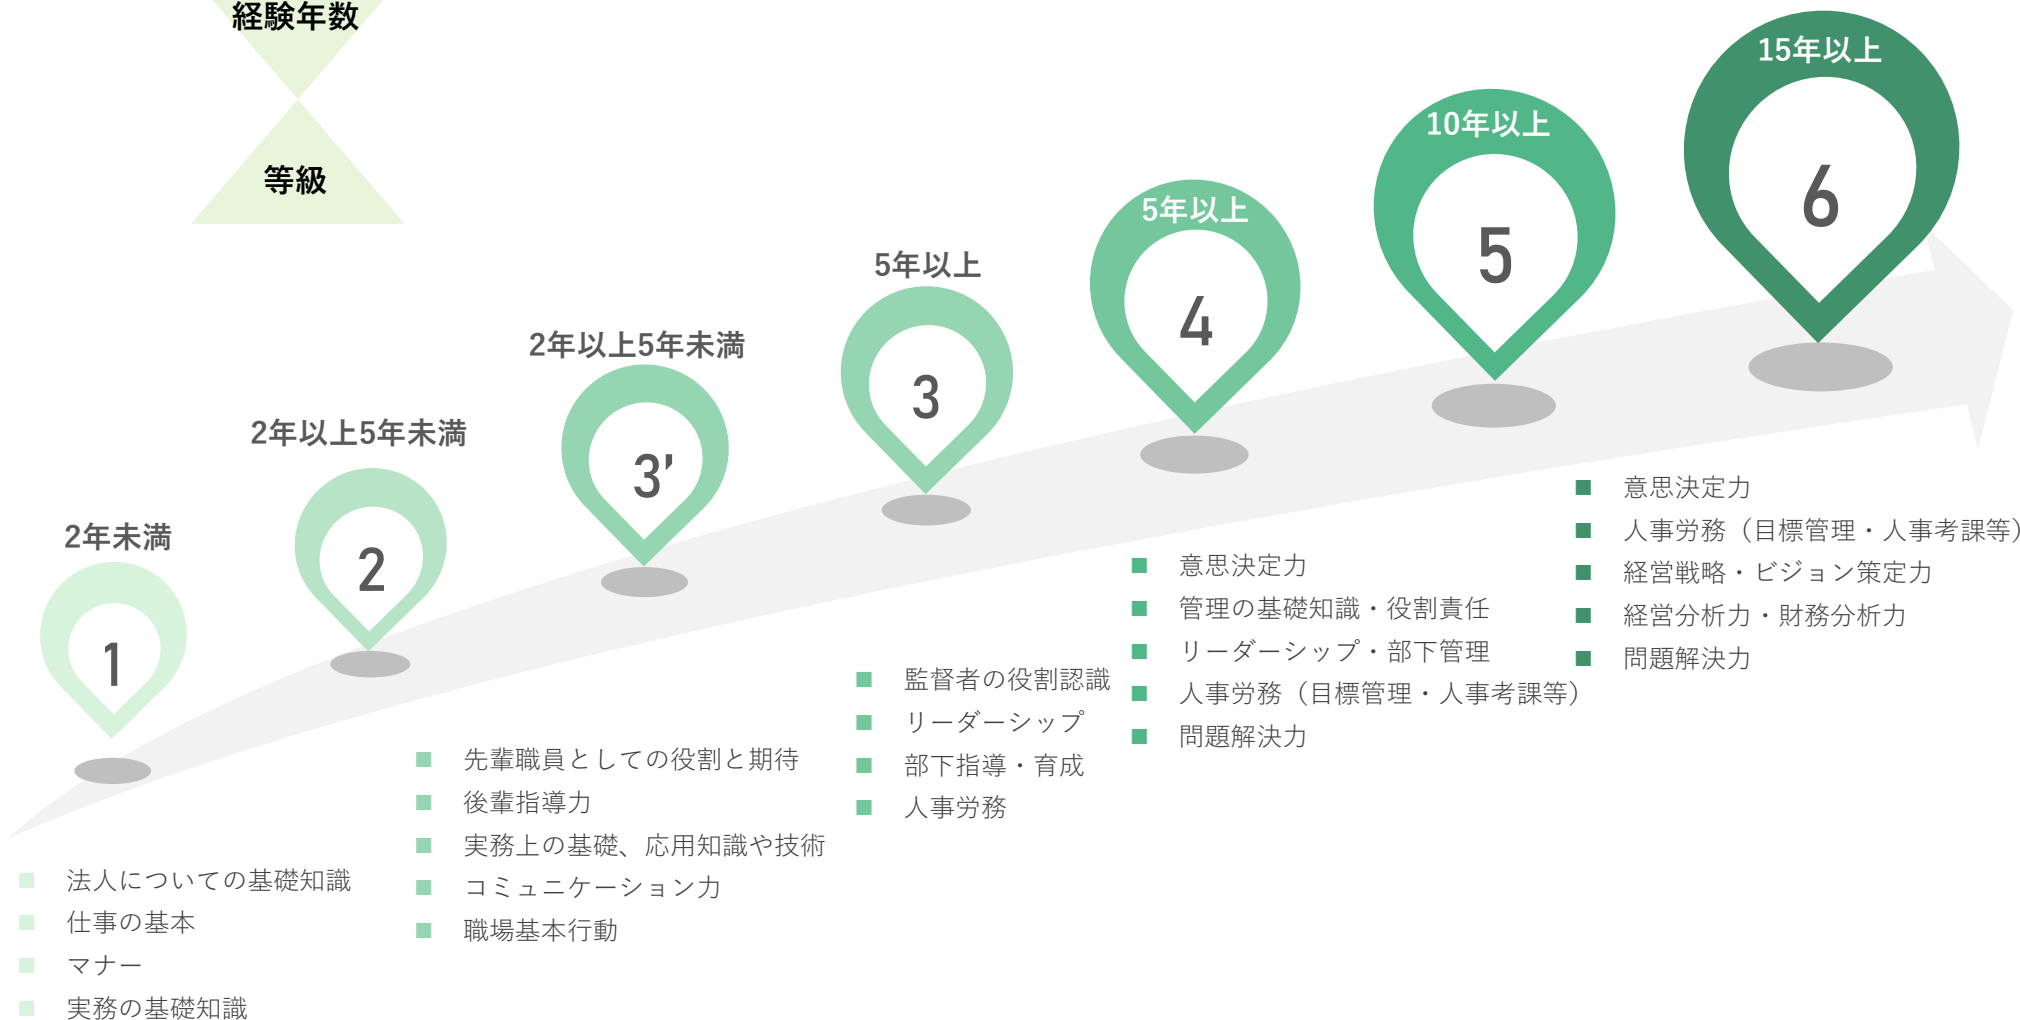 経験年数
等級
2年未満
1
2年以上5年未満
2
2年以上5年未満
3’
5年以上
3
5年以上
4
10年以上
5
15年以上
6
法人についての基礎知識
仕事の基本
マナー
実務の基礎知識
先輩職員としての役割と期待
後輩指導力
実務上の基礎、応用知識や技術
コミュニケーション力
職場基本行動
監督者の役割認識
リーダーシップ
部下指導・育成
人事労務
意思決定力
管理の基礎知識・役割責任
リーダーシップ・部下管理
人事労務（目標管理・人事考課等）
問題解決力
意思決定力
人事労務（目標管理・人事考課等）
経営戦略・ビジョン策定力
経営分析力・財務分析力
問題解決力